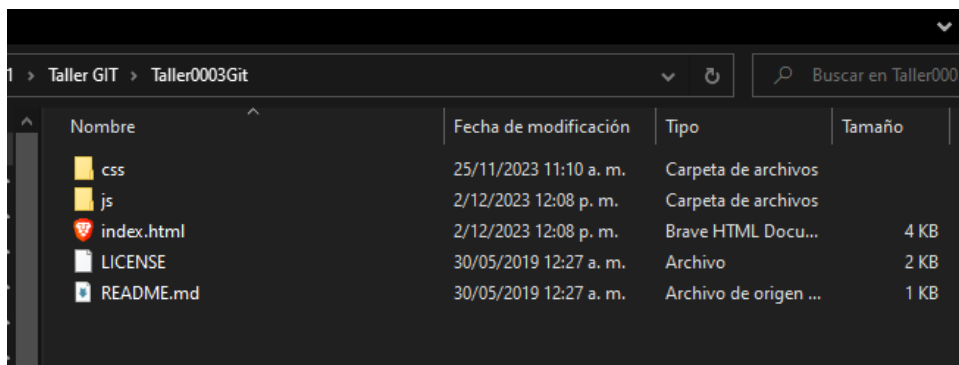 1 > Taller GIT > Taller0003Git Buscar en Taller000
Nombre Fecha de modificación Tipo Tamaño
css 25/11/2023 11:10 a. m. Carpeta de archivos
js 2/12/2023 12:08 p. m. Carpeta de archivos
index.html 2/12/2023 12:08 p. m. Brave HTML Docu... 4 KB
LICENSE 30/05/2019 12:27 a. m. Archivo 2 KB
README.md 30/05/2019 12:27 a. m. Archivo de origen ... 1 KB